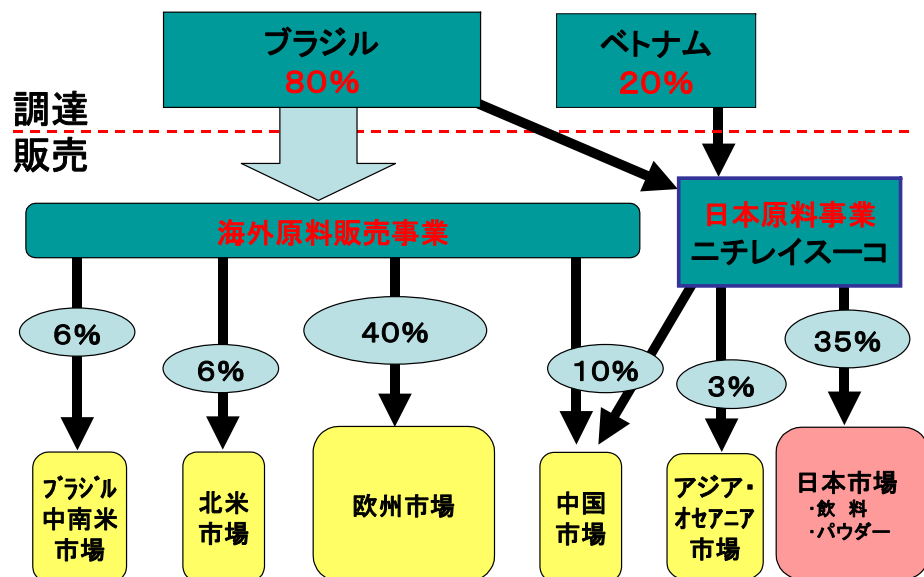 ブラジル
80%
ベトナム
20%
調達
販売
海外原料販売事業
日本原料事業
ニチレイスーコ
6%
6%
40%
10%
3%
35%
ブラジル
中南米
市場
北米
市場
欧州市場
中国
市場
アジア・
オセアニア
市場
日本市場
・飲 料
・パウダー